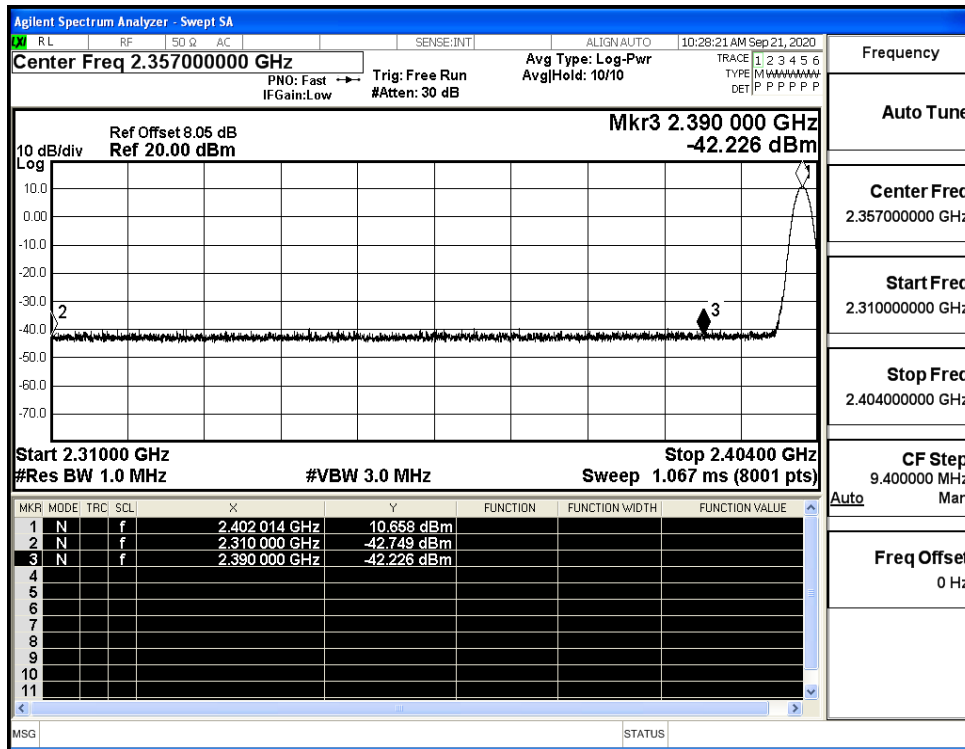 Agilent Spectrum Analyzer - Swept SA
LXI RL RF 50 Ω AC SENSE:INT ALIGNAUTO 10:28:21 AM Sep 21, 2020
Center Freq 2.357000000 GHz
PNO: Fast
IFGain:Low
Trig: Free Run
#Atten: 30 dB
Avg Type: Log-Pwr
Avg|Hold: 10/10
TRACE 1 2 3 4 5 6
TYPE M
DET P P P P P P
Ref Offset 8.05 dB
Ref 20.00 dBm
10 dB/div
Log
Mkr3 2.390 000 GHz
-42.226 dBm
10.0
0.00
-10.0
-20.0
-30.0
-40.0
-50.0
-60.0
-70.0
2
3
Start 2.31000 GHz
Stop 2.40400 GHz
#Res BW 1.0 MHz #VBW 3.0 MHz Sweep 1.067 ms (8001 pts)
MKR MODE TRC SCL X Y FUNCTION FUNCTION WIDTH FUNCTION VALUE
1 N f 2.402 014 GHz 10.658 dBm
2 N f 2.310 000 GHz -42.749 dBm
3 N f 2.390 000 GHz -42.226 dBm
4
5
6
7
8
9
10
11
MSG STATUS
Frequency
Auto Tune
Center Freq
2.357000000 GHz
Start Freq
2.310000000 GHz
Stop Freq
2.404000000 GHz
CF Step
9.400000 MHz
Auto Man
Freq Offset
0 Hz